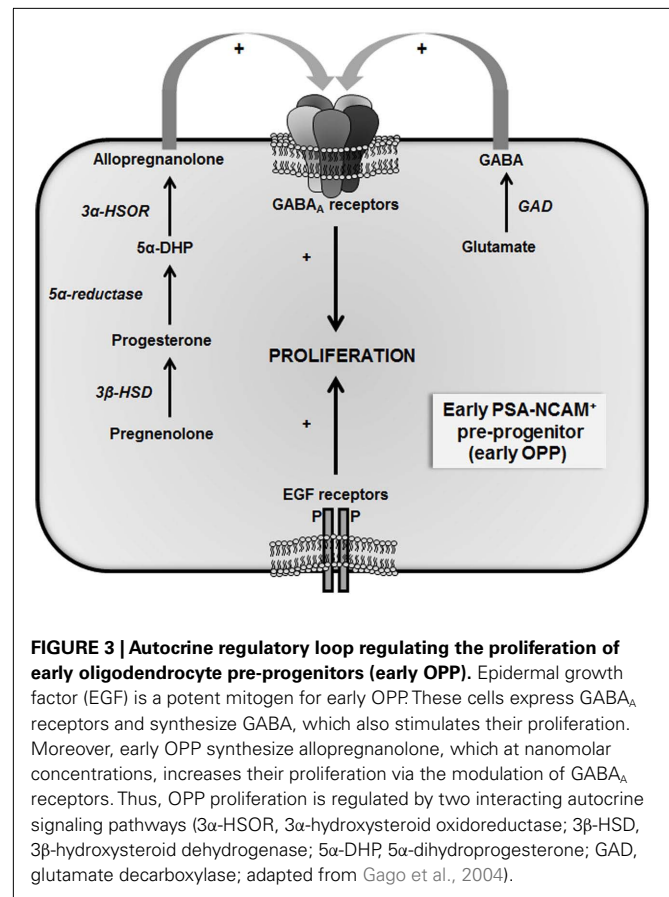 +
+
Allopregnanolone
GABA
3α-HSOR
GABAA receptors
GAD
5α-DHP
Glutamate
+
5α-reductase
Progesterone
PROLIFERATION
3β-HSD
Early PSA-NCAM+
pre-progenitor
(early OPP)
+
Pregnenolone
EGF receptors
P P
FIGURE 3 | Autocrine regulatory loop regulating the proliferation of
early oligodendrocyte pre-progenitors (early OPP). Epidermal growth
factor (EGF) is a potent mitogen for early OPP. These cells express GABAA
receptors and synthesize GABA, which also stimulates their proliferation.
Moreover, early OPP synthesize allopregnanolone, which at nanomolar
concentrations, increases their proliferation via the modulation of GABAA
receptors. Thus, OPP proliferation is regulated by two interacting autocrine
signaling pathways (3α-HSOR, 3α-hydroxysteroid oxidoreductase; 3β-HSD,
3β-hydroxysteroid dehydrogenase; 5α-DHP, 5α-dihydroprogesterone; GAD,
glutamate decarboxylase; adapted from Gago et al., 2004).